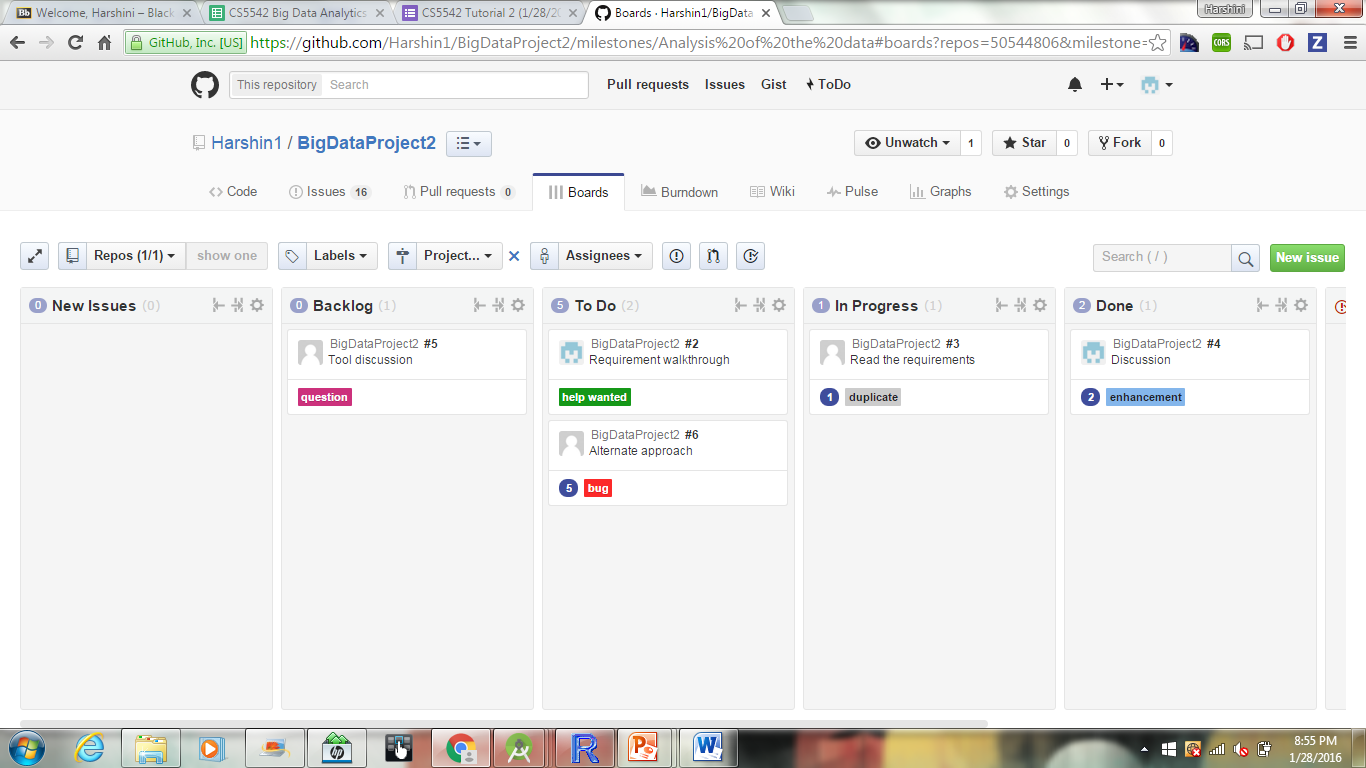 Harshini
Bb Welcome, Harshini – Black
CS5542 Big Data Analytics
CS5542 Tutorial 2 (1/28/20
Boards · Harshin1/BigData
GitHub, Inc. [US] https://github.com/Harshin1/BigDataProject2/milestones/Analysis%20of%20the%20data#boards?repos=50544806&milestone=
CORS
Z
This repository Search
Pull requests Issues Gist ToDo
Harshin1 / BigDataProject2
Unwatch 1 Star 0 Fork 0
Code Issues 16 Pull requests 0 Boards Burndown Wiki Pulse Graphs Settings
Repos (1/1) show one Labels Project... Assignees Search ( / ) New issue
0 New Issues (0)
0 Backlog (1)
BigDataProject2 #5
Tool discussion
question
5 To Do (2)
BigDataProject2 #2
Requirement walkthrough
help wanted
BigDataProject2 #6
Alternate approach
5 bug
1 In Progress (1)
BigDataProject2 #3
Read the requirements
1 duplicate
2 Done (1)
BigDataProject2 #4
Discussion
2 enhancement
8:55 PM
1/28/2016